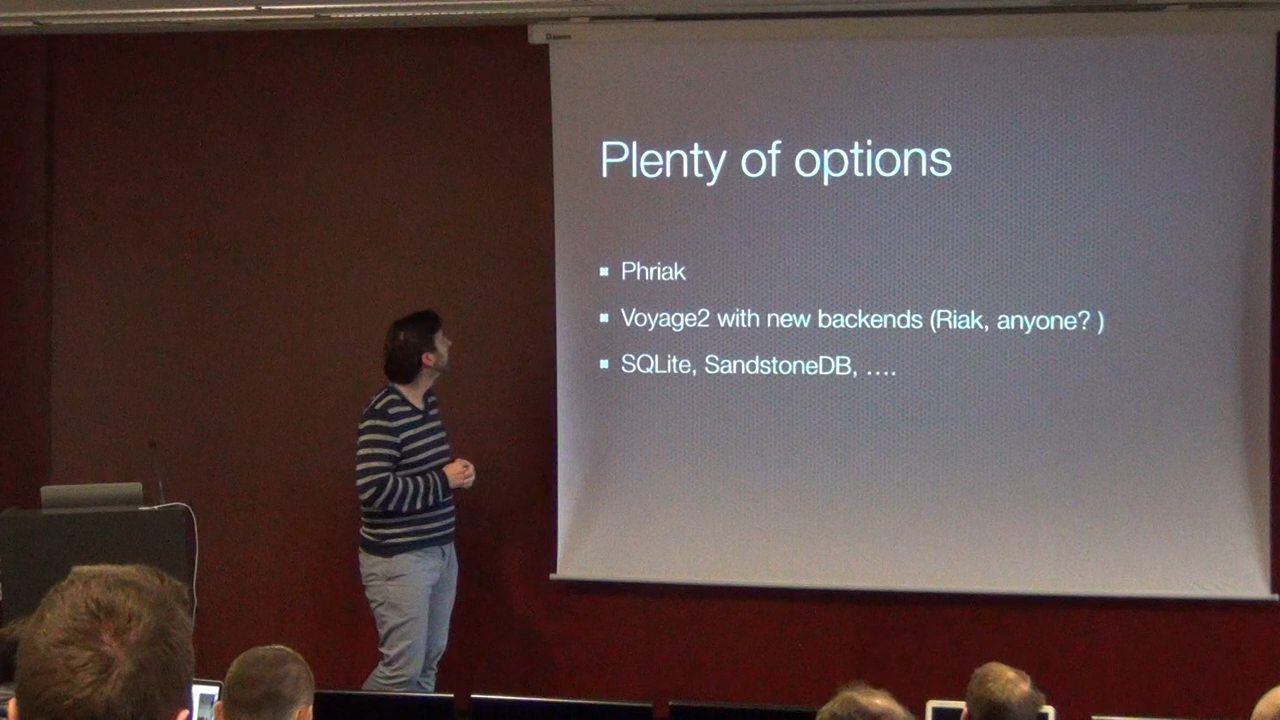 Plenty of options
Phriak
Voyage2 with new backends (Riak, anyone? )
SQLite, SandstoneDB, ....